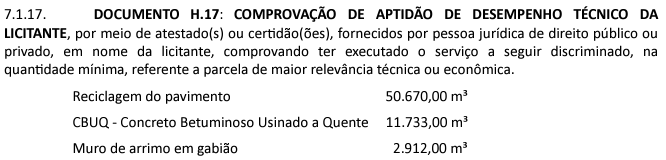 7.1.17. DOCUMENTO H.17: COMPROVAÇÃO DE APTIDÃO DE DESEMPENHO TÉCNICO DA
LICITANTE, por meio de atestado(s) ou certidão(ões), fornecidos por pessoa jurídica de direito público ou
privado, em nome da licitante, comprovando ter executado o serviço a seguir discriminado, na
quantidade mínima, referente a parcela de maior relevância técnica ou econômica.
Reciclagem do pavimento 50.670,00 m³
CBUQ - Concreto Betuminoso Usinado a Quente 11.733,00 m³
Muro de arrimo em gabião 2.912,00 m³